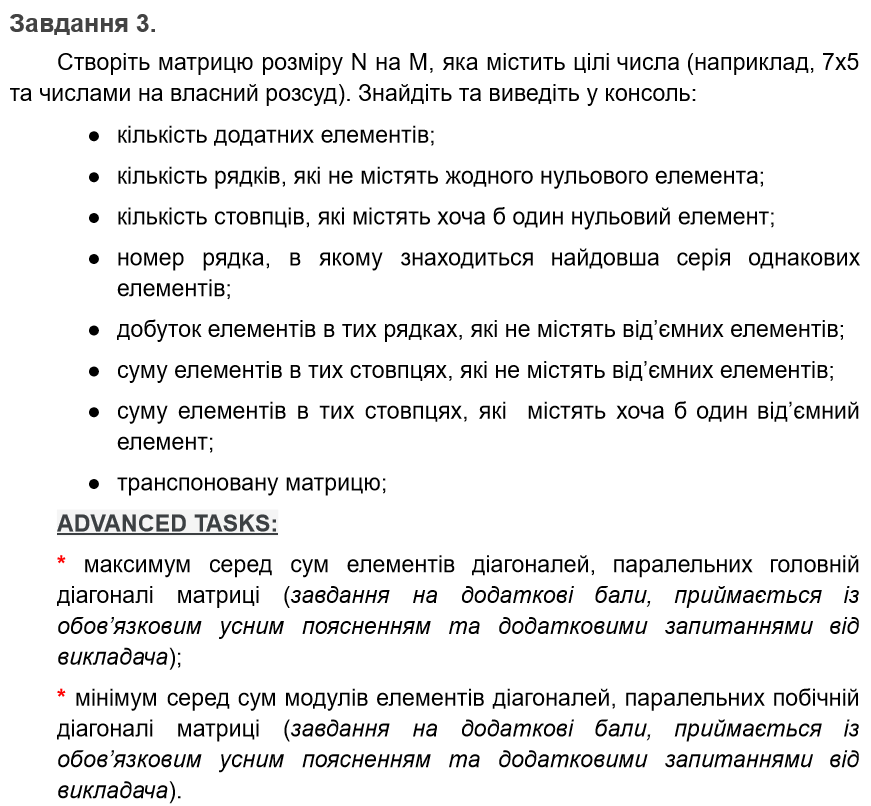 Завдання 3.
Створіть матрицю розміру N на M, яка містить цілі числа (наприклад, 7х5
та числами на власний розсуд). Знайдіть та виведіть у консоль:
● кількість додатних елементів;
● кількість рядків, які не містять жодного нульового елемента;
● кількість стовпців, які містять хоча б один нульовий елемент;
● номер рядка, в якому знаходиться найдовша серія однакових
елементів;
● добуток елементів в тих рядках, які не містять від’ємних елементів;
● суму елементів в тих стовпцях, які не містять від’ємних елементів;
● суму елементів в тих стовпцях, які містять хоча б один від’ємний
елемент;
● транспоновану матрицю;
ADVANCED TASKS:
* максимум серед сум елементів діагоналей, паралельних головній
діагоналі матриці (завдання на додаткові бали, приймається із
обов’язковим усним поясненням та додатковими запитаннями від
викладача);
* мінімум серед сум модулів елементів діагоналей, паралельних побічній
діагоналі матриці (завдання на додаткові бали, приймається із
обов’язковим усним поясненням та додатковими запитаннями від
викладача).